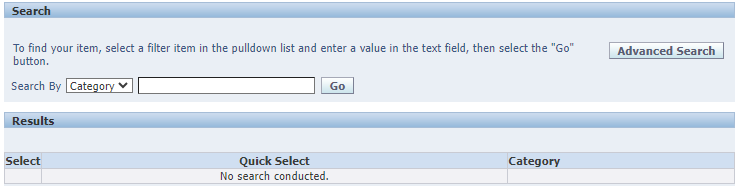 Search
To find your item, select a filter item in the pulldown list and enter a value in the text field, then select the "Go"
button.
Advanced Search
Search By Category Go
Results
Select Quick Select Category
No search conducted.